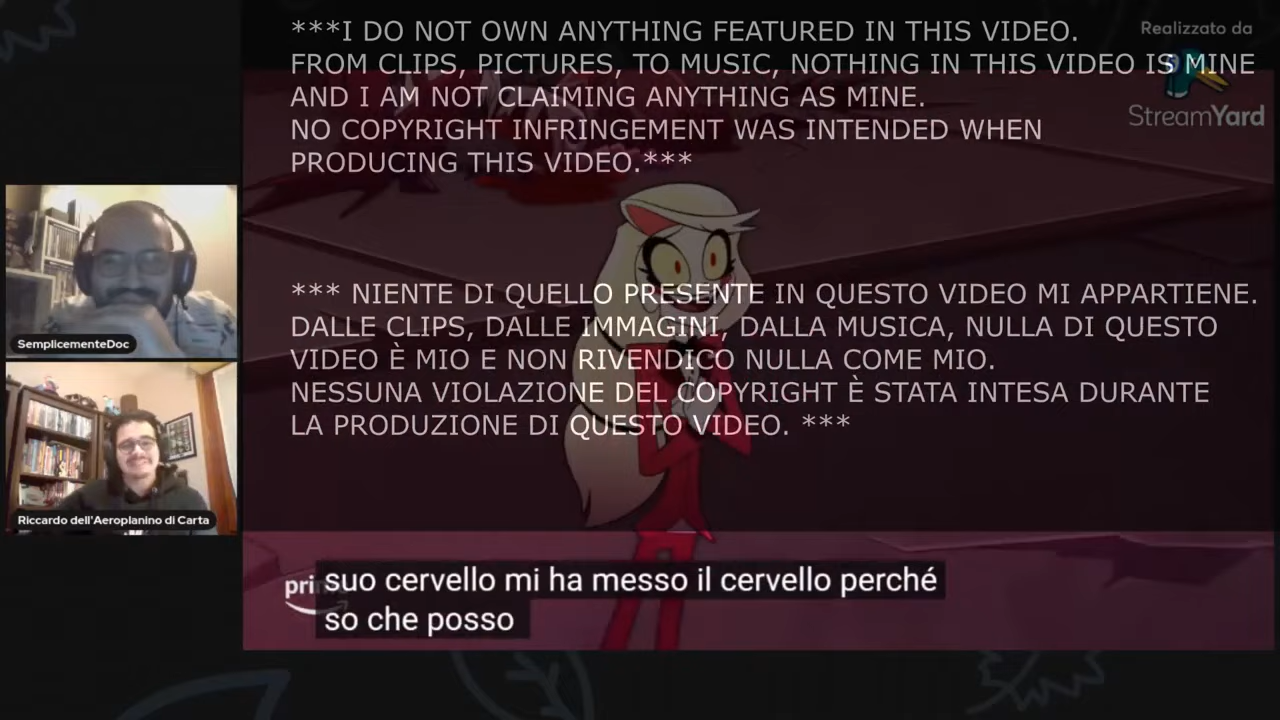 ***I DO NOT OWN ANYTHING FEATURED IN THIS VIDEO.
FROM CLIPS, PICTURES, TO MUSIC, NOTHING IN THIS VIDEO IS MINE
AND I AM NOT CLAIMING ANYTHING AS MINE.
NO COPYRIGHT INFRINGEMENT WAS INTENDED WHEN
PRODUCING THIS VIDEO.***
Realizzato da
StreamYard
*** NIENTE DI QUELLO PRESENTE IN QUESTO VIDEO MI APPARTIENE.
DALLE CLIPS, DALLE IMMAGINI, DALLA MUSICA, NULLA DI QUESTO
VIDEO È MIO E NON RIVENDICO NULLA COME MIO.
NESSUNA VIOLAZIONE DEL COPYRIGHT È STATA INTESA DURANTE
LA PRODUZIONE DI QUESTO VIDEO. ***
SemplicementeDoc
Riccardo dell'Aeroplanino di Carta
suo cervello mi ha messo il cervello perché
so che posso